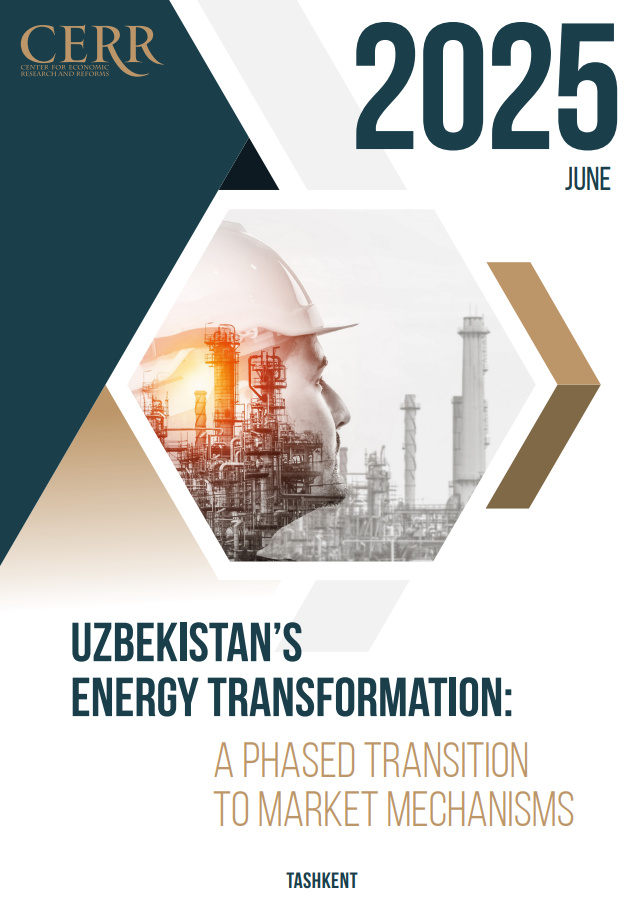 CERR
CENTER FOR ECONOMIC
RESEARCH AND REFORMS
2025
JUNE
UZBEKISTAN'S
ENERGY TRANSFORMATION:
A PHASED TRANSITION
TO MARKET MECHANISMS
TASHKENT